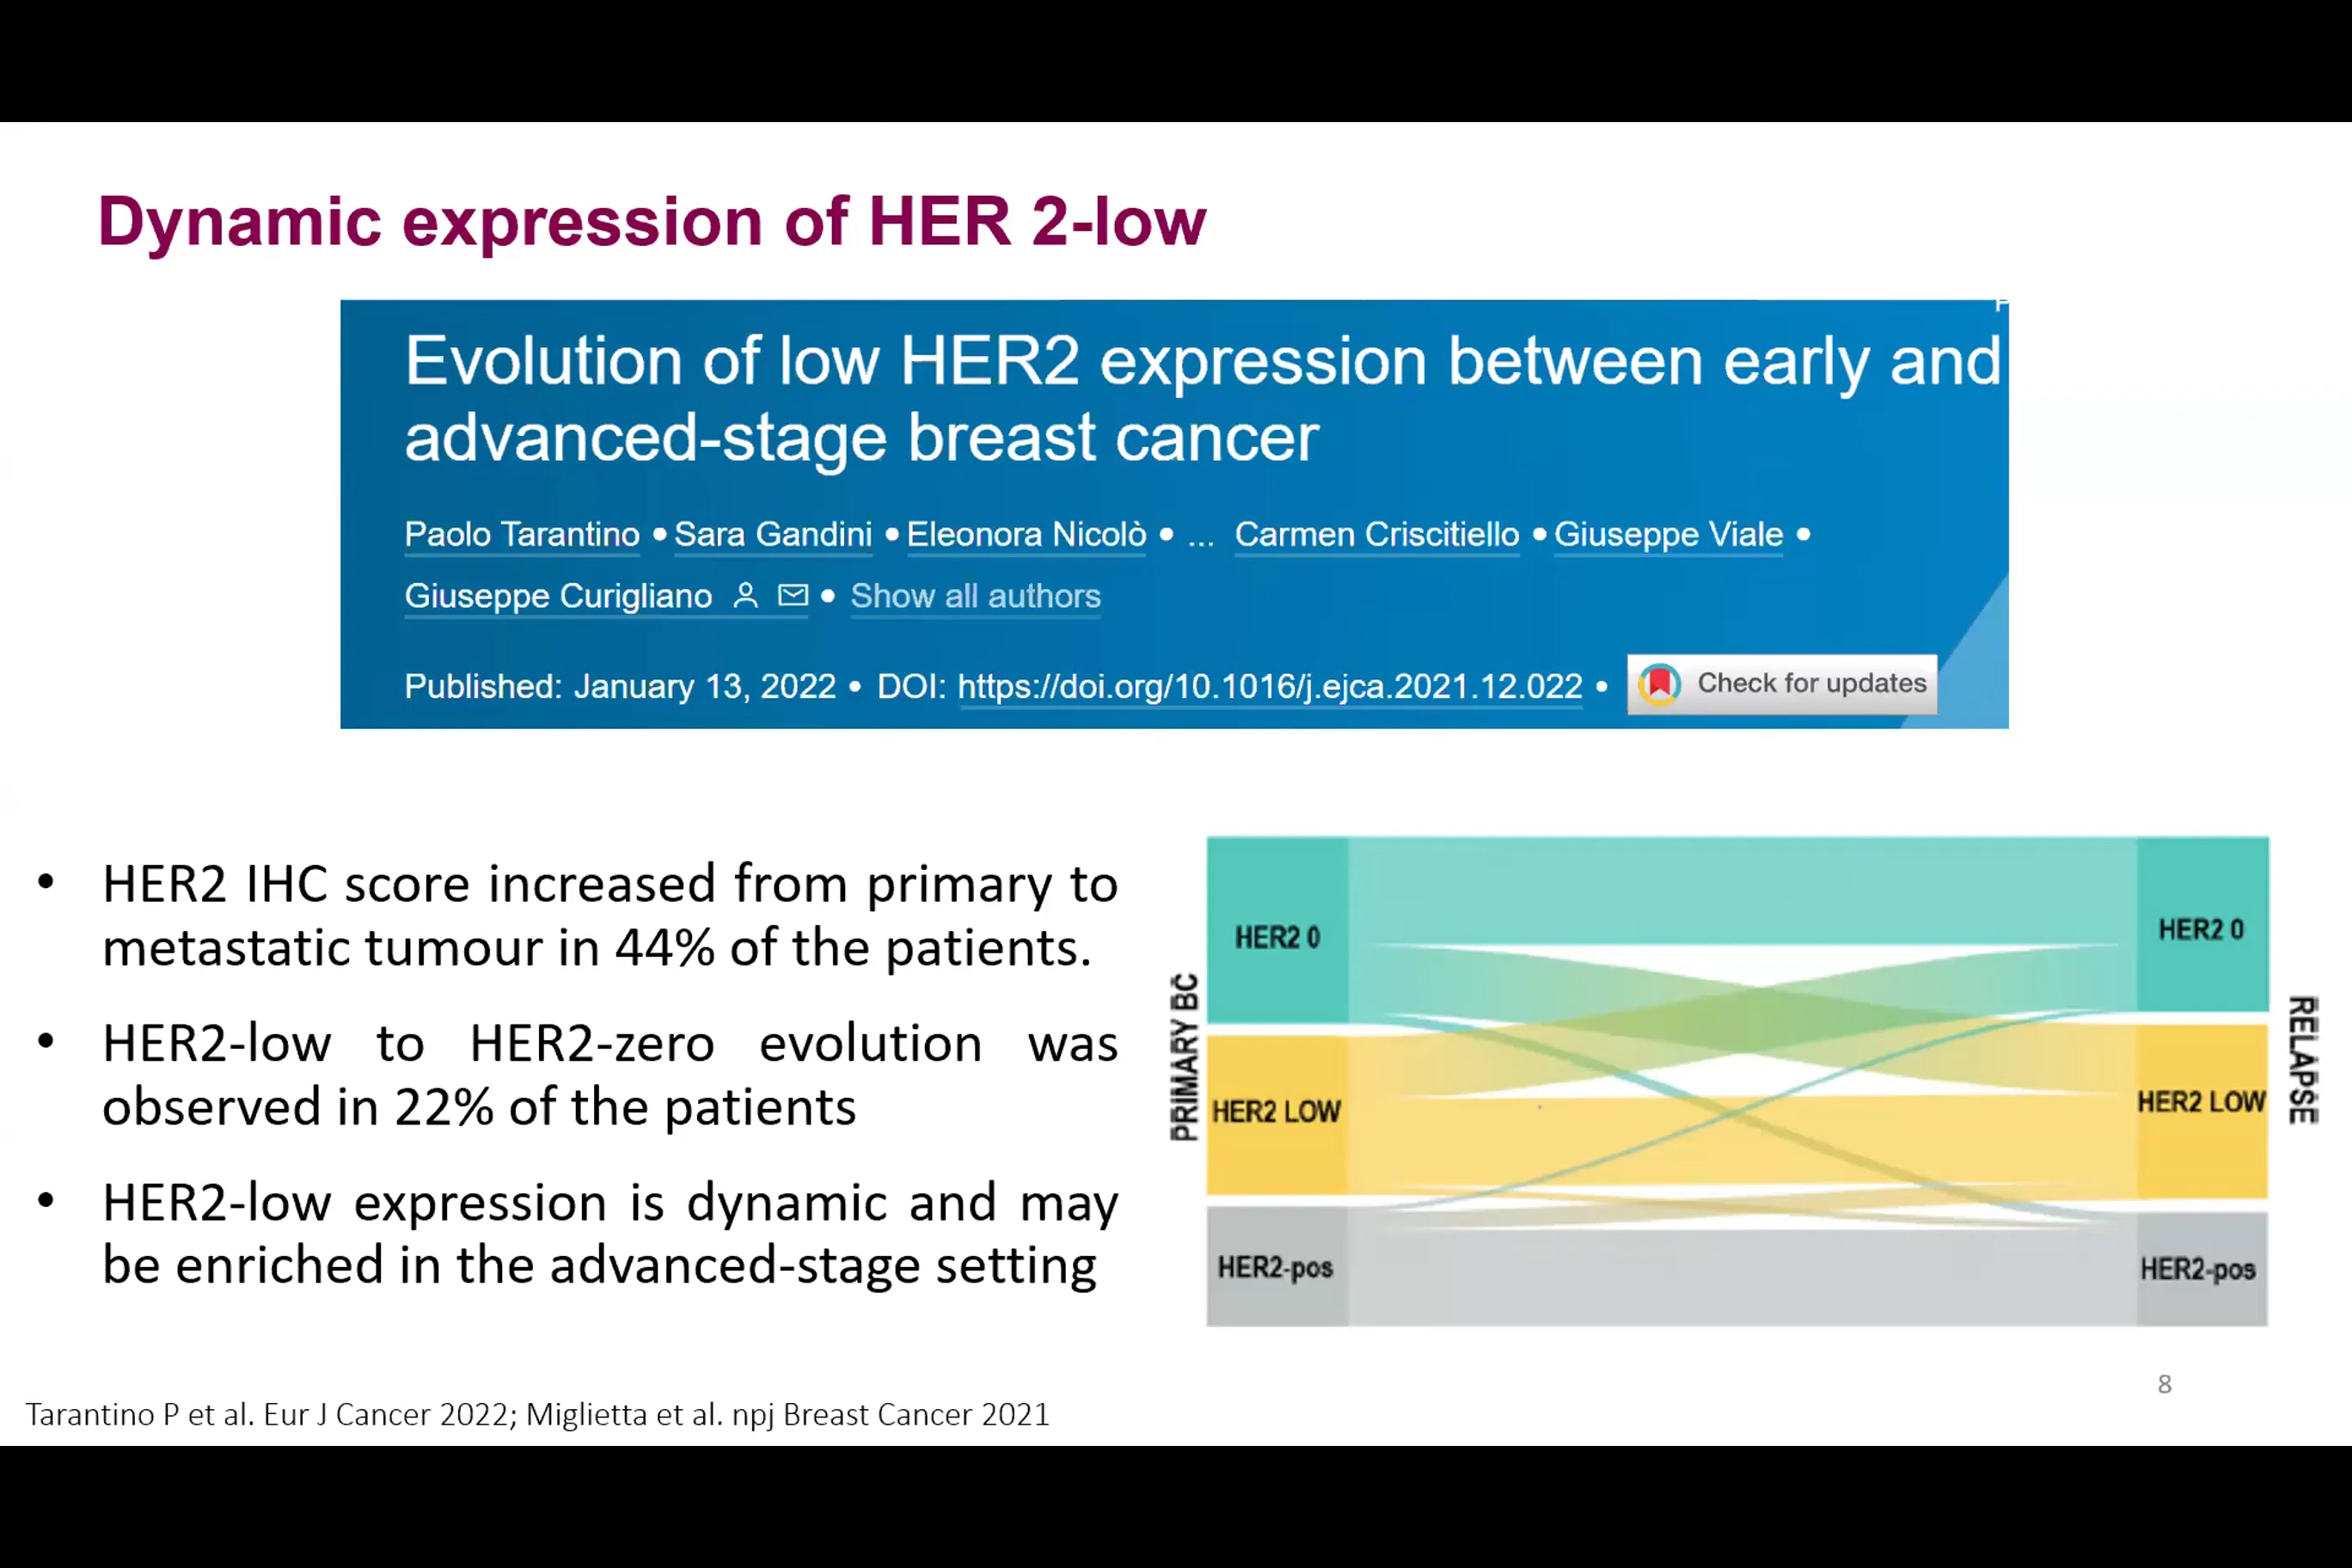 Dynamic expression of HER 2-low
Evolution of low HER2 expression between early and
advanced-stage breast cancer
Paolo Tarantino • Sara Gandini • Eleonora Nicolò • ... Carmen Criscitiello • Giuseppe Viale •
Giuseppe Curigliano • Show all authors
Published: January 13, 2022 • DOI: https://doi.org/10.1016/j.ejca.2021.12.022 •
Check for updates
• HER2 IHC score increased from primary to
metastatic tumour in 44% of the patients.
• HER2-low to HER2-zero evolution was
observed in 22% of the patients
• HER2-low expression is dynamic and may
be enriched in the advanced-stage setting
PRIMARY BC
HER2 0
HER2 LOW
HER2-pos
HER2 0
HER2 LOW
HER2-pos
RELAPSE
8
Tarantino P et al. Eur J Cancer 2022; Miglietta et al. npj Breast Cancer 2021